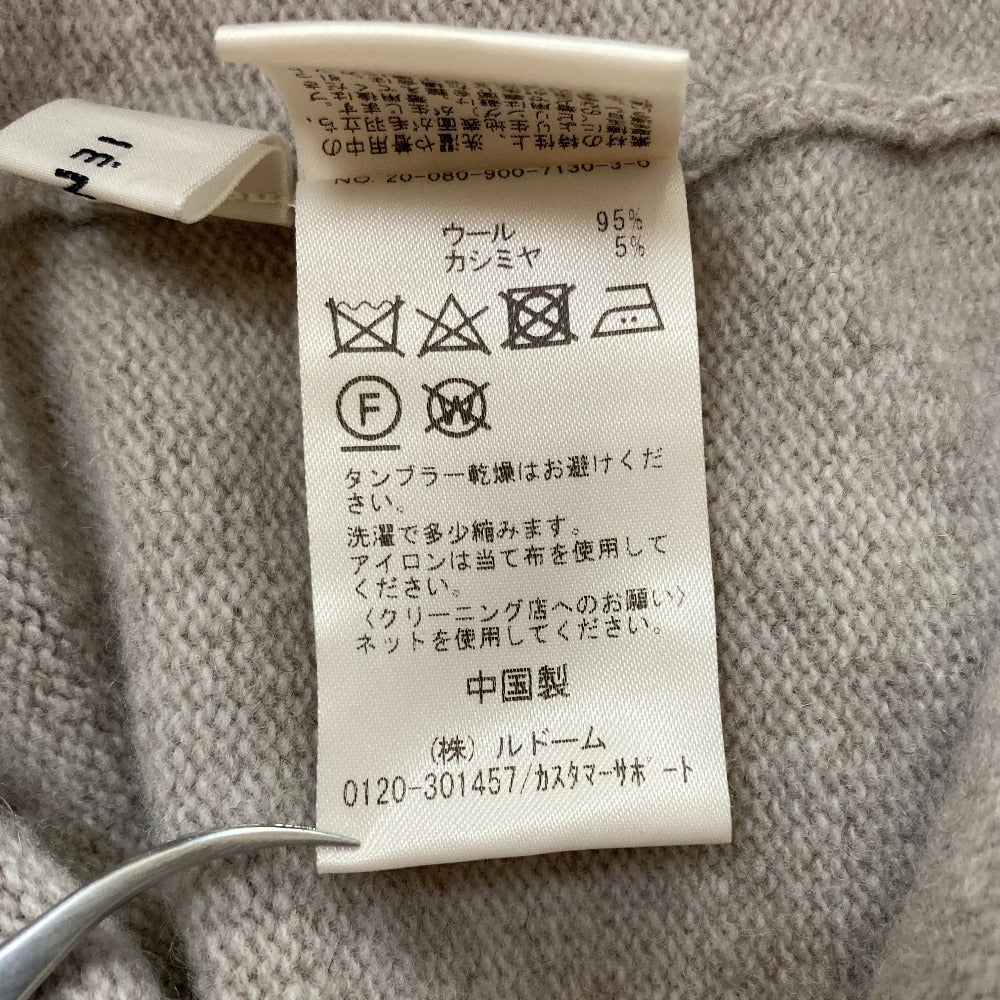 NO. 20-080-900-7130-3-0
ウール 95%
カシミヤ 5%
F
W
タンブラー乾燥はお避けくだ
さい。
洗濯で多少縮みます。
アイロンは当て布を使用して
ください。
〈クリーニング店へのお願い〉
ネットを使用してください。
中国製
(株) ルドーム
0120-301457/カスタマーサポート